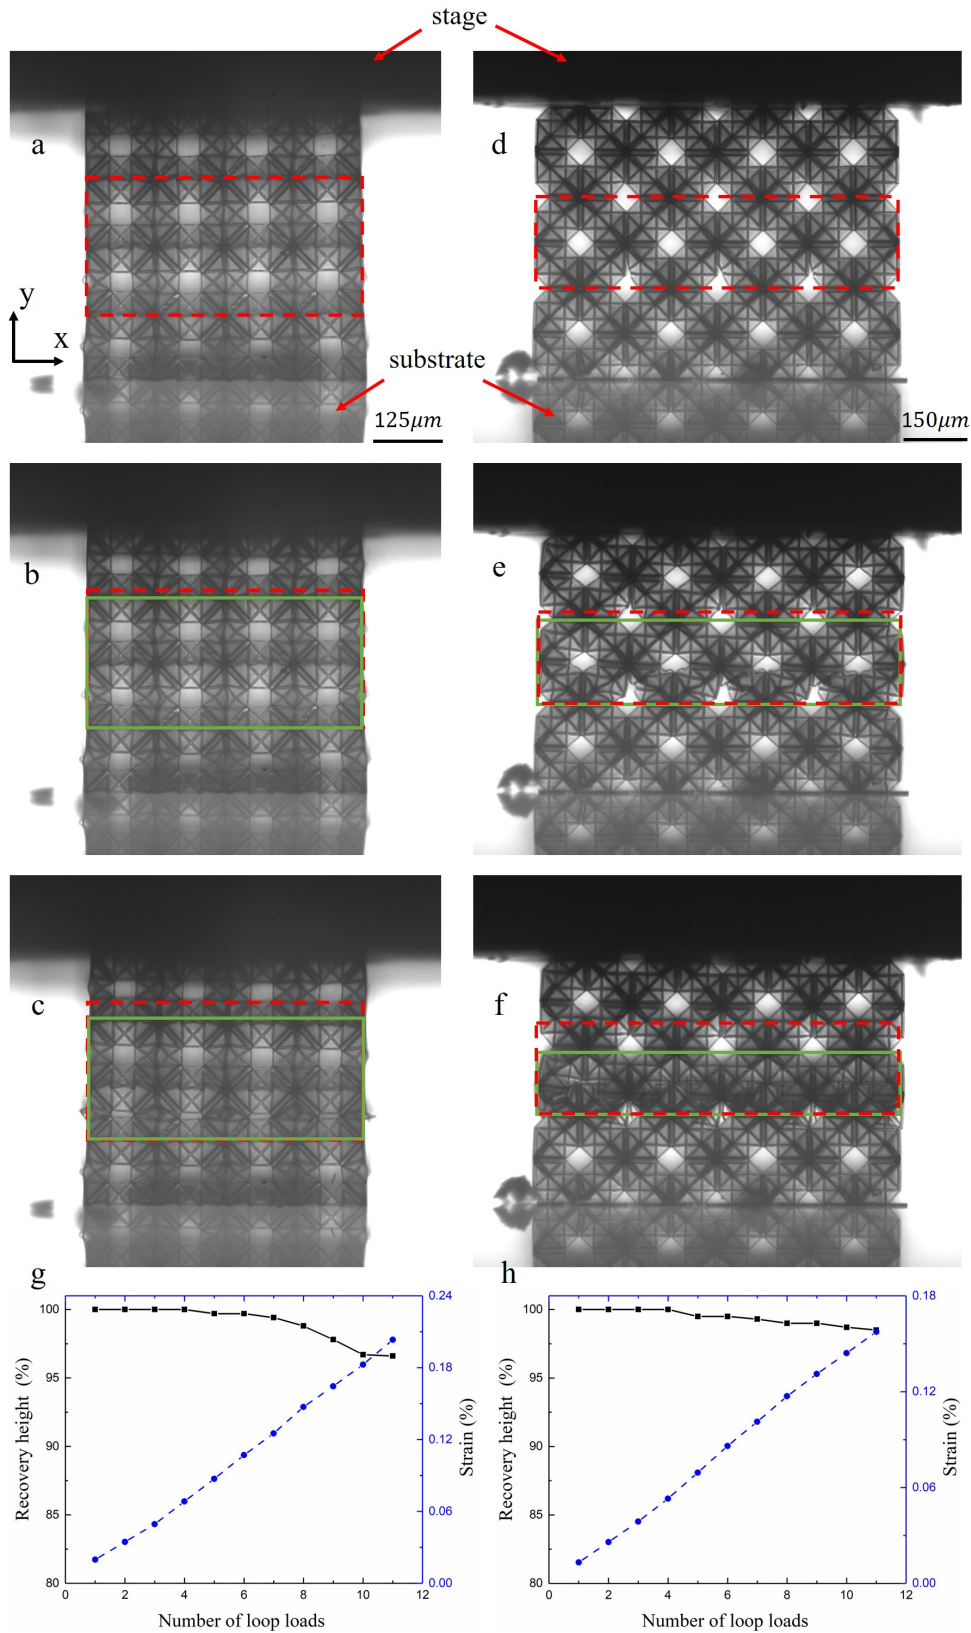 stage
a
d
y
x
substrate
125μm
150μm
b
e
c
f
g
h
100
95
90
85
80
Recovery height (%)
0.24
0.18
0.12
0.06
0.00
Strain (%)
0 2 4 6 8 10 12
Number of loop loads
100
95
90
85
80
Recovery height (%)
0.18
0.12
0.06
0.00
Strain (%)
0 2 4 6 8 10 12
Number of loop loads